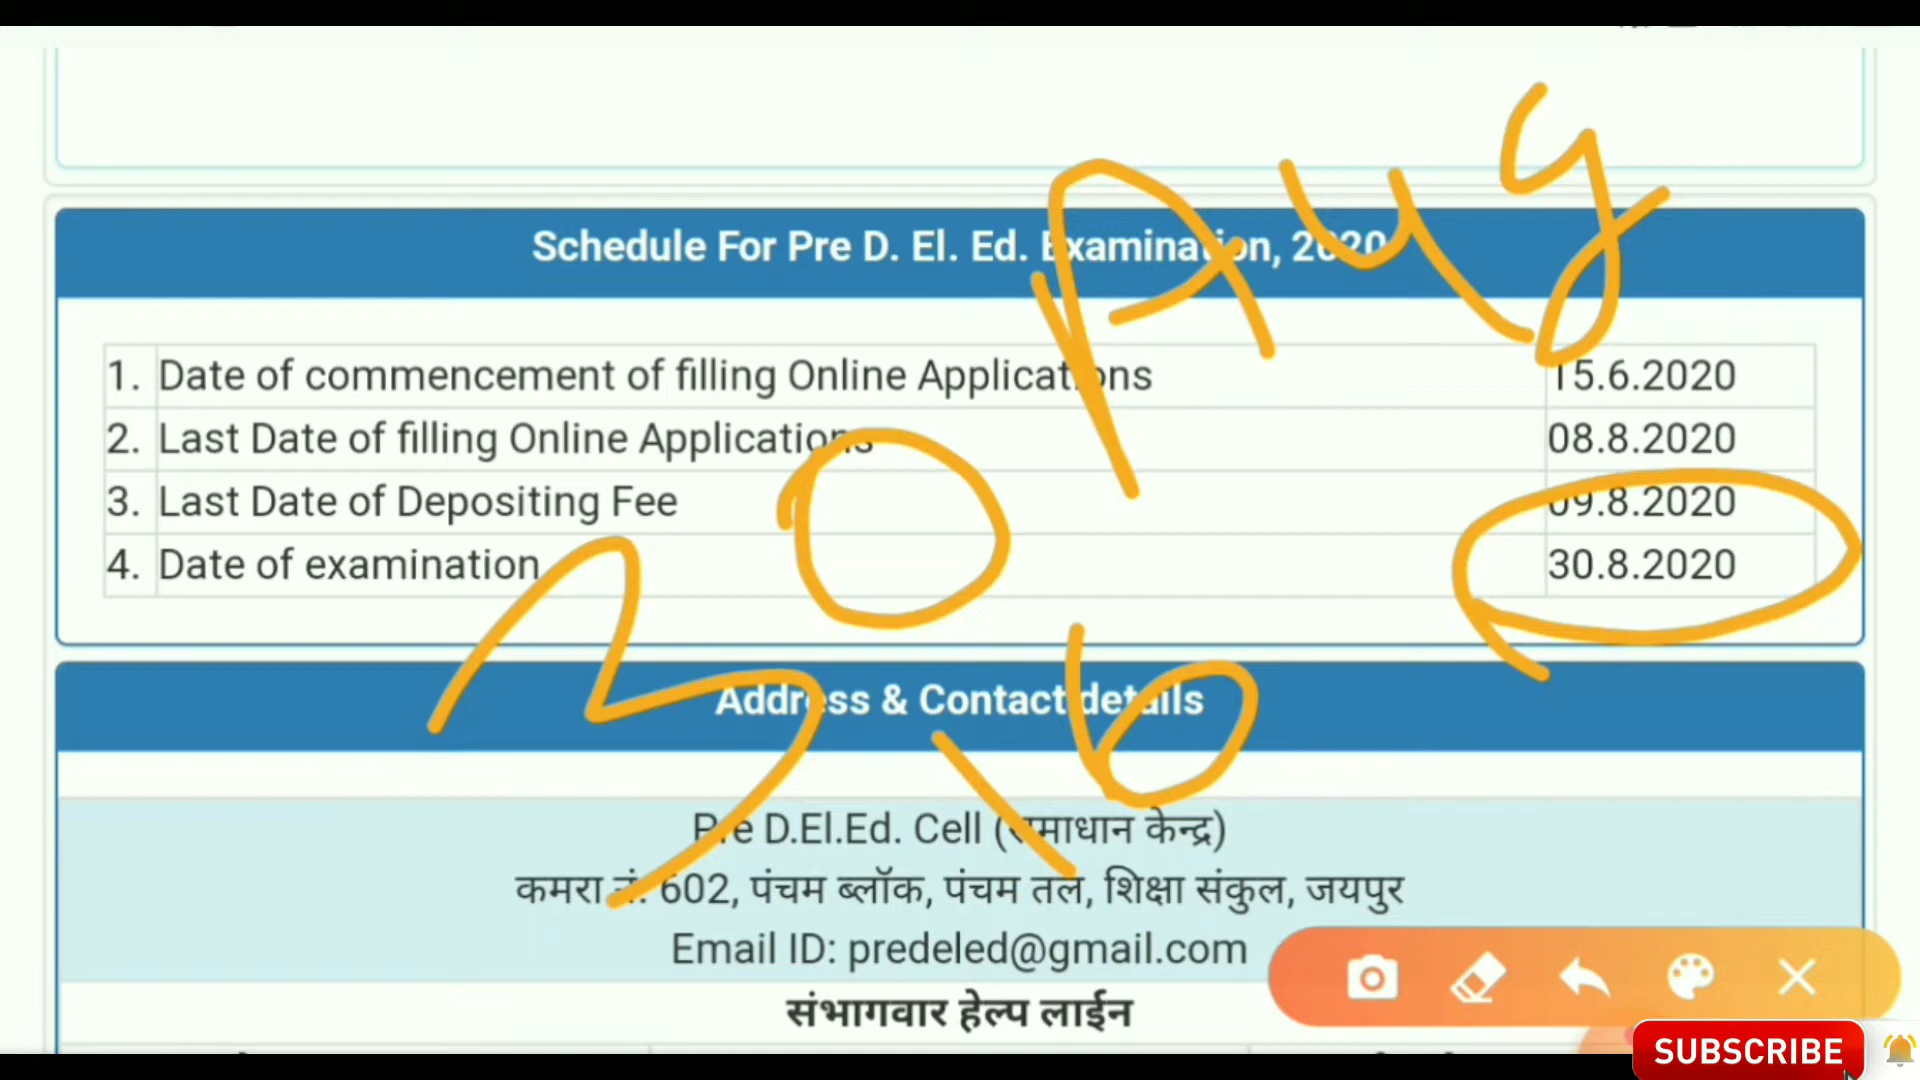 Schedule For Pre D. El. Ed. Examination, 2020
1. Date of commencement of filling Online Applications 15.6.2020
2. Last Date of filling Online Applications 08.8.2020
3. Last Date of Depositing Fee 09.8.2020
4. Date of examination 30.8.2020
30 Aug
Address & Contact details
Pre D.El.Ed. Cell (समाधान केन्द्र)
कमरा नं. 602, पंचम ब्लॉक, पंचम तल, शिक्षा संकुल, जयपुर
Email ID: predeled@gmail.com
संभागवार हेल्प लाईन
SUBSCRIBE